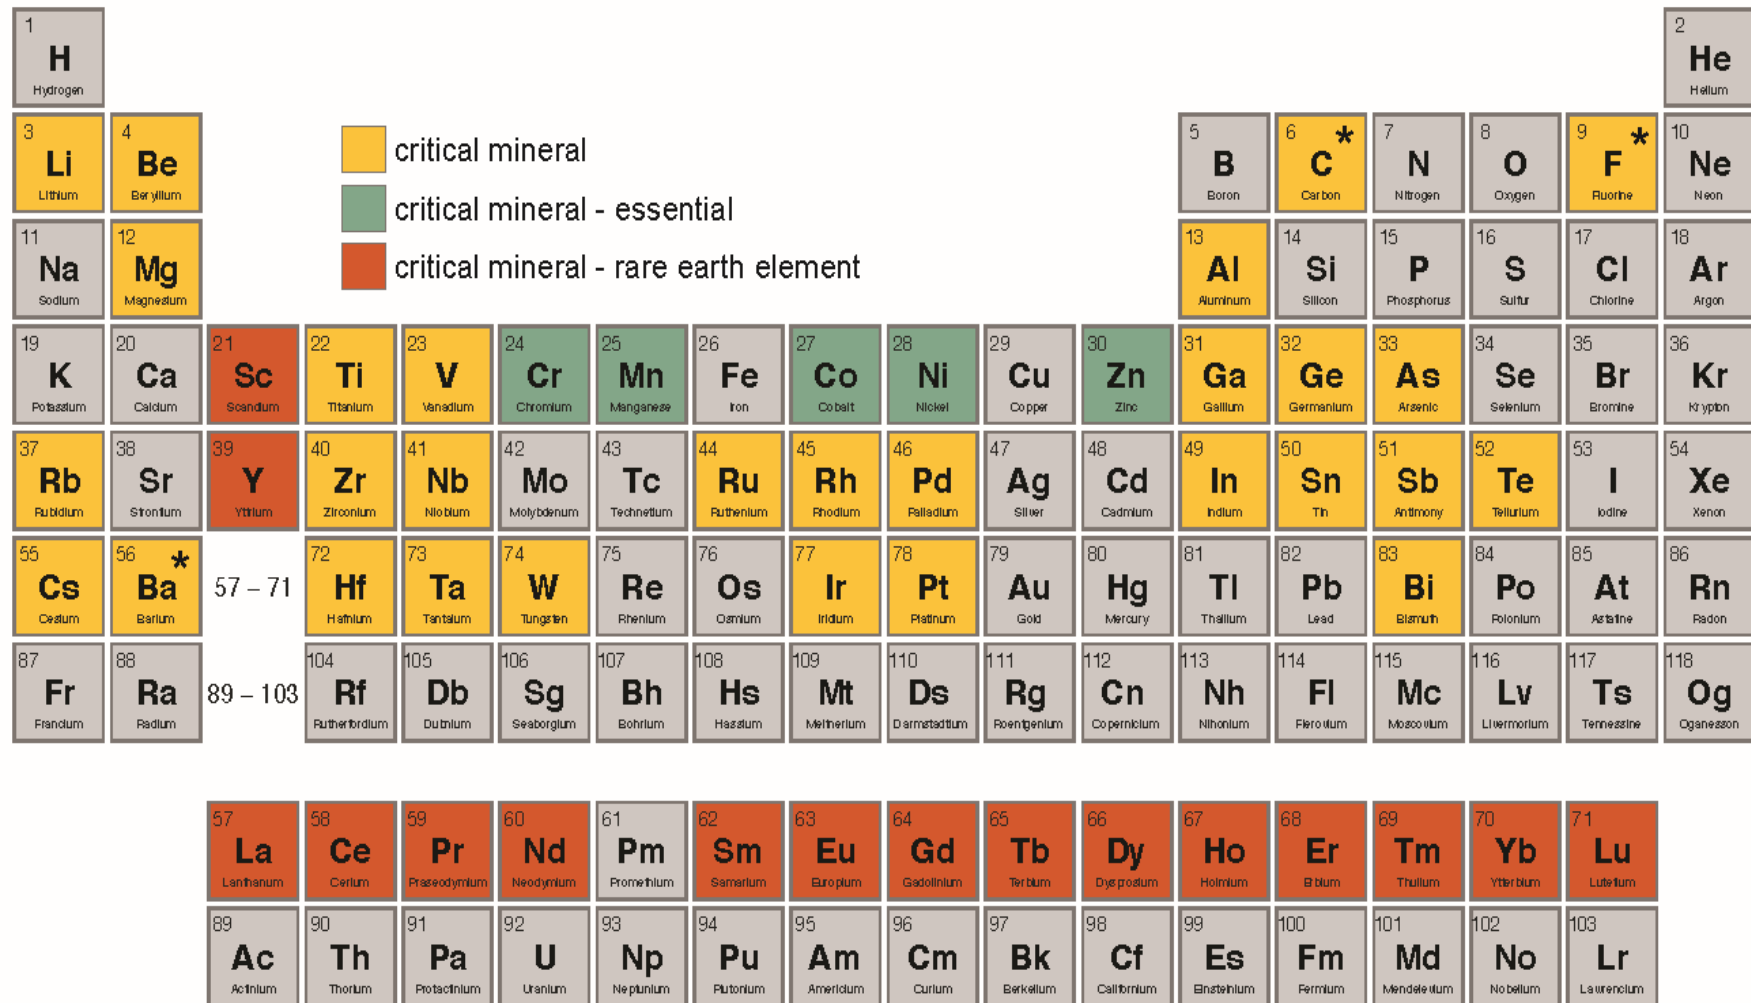 1 2
H He
Hydrogen Helium
3 4 5 6 * 7 8 9 * 10
Li Be B C N O F Ne
Lithium Beryllium Boron Carbon Nitrogen Oxygen Fluorine Neon
critical mineral
critical mineral - essential
critical mineral - rare earth element
11 12 13 14 15 16 17 18
Na Mg Al Si P S Cl Ar
Sodium Magnesium Aluminum Silicon Phosphorus Sulfur Chlorine Argon
19 20 21 22 23 24 25 26 27 28 29 30 31 32 33 34 35 36
K Ca Sc Ti V Cr Mn Fe Co Ni Cu Zn Ga Ge As Se Br Kr
Potassium Calcium Scandium Titanium Vanadium Chromium Manganese Iron Cobalt Nickel Copper Zinc Gallium Germanium Arsenic Selenium Bromine Krypton
37 38 39 40 41 42 43 44 45 46 47 48 49 50 51 52 53 54
Rb Sr Y Zr Nb Mo Tc Ru Rh Pd Ag Cd In Sn Sb Te I Xe
Rubidium Strontium Yttrium Zirconium Niobium Molybdenum Technetium Ruthenium Rhodium Palladium Silver Cadmium Indium Tin Antimony Tellurium Iodine Xenon
55 56 * 72 73 74 75 76 77 78 79 80 81 82 83 84 85 86
Cs Ba 57 – 71 Hf Ta W Re Os Ir Pt Au Hg Tl Pb Bi Po At Rn
Cesium Barium Hafnium Tantalum Tungsten Rhenium Osmium Iridium Platinum Gold Mercury Thallium Lead Bismuth Polonium Astatine Radon
87 88 104 105 106 107 108 109 110 111 112 113 114 115 116 117 118
Fr Ra 89 – 103 Rf Db Sg Bh Hs Mt Ds Rg Cn Nh Fl Mc Lv Ts Og
Francium Radium Rutherfordium Dubnium Seaborgium Bohrium Hassium Meitnerium Darmstadtium Roentgenium Copernicium Nihonium Flerovium Moscovium Livermorium Tennessine Oganesson
57 58 59 60 61 62 63 64 65 66 67 68 69 70 71
La Ce Pr Nd Pm Sm Eu Gd Tb Dy Ho Er Tm Yb Lu
Lanthanum Cerium Praseodymium Neodymium Promethium Samarium Europium Gadolinium Terbium Dysprosium Holmium Erbium Thulium Ytterbium Lutetium
89 90 91 92 93 94 95 96 97 98 99 100 101 102 103
Ac Th Pa U Np Pu Am Cm Bk Cf Es Fm Md No Lr
Actinium Thorium Protactinium Uranium Neptunium Plutonium Americium Curium Berkelium Californium Einsteinium Fermium Mendelevium Nobelium Lawrencium